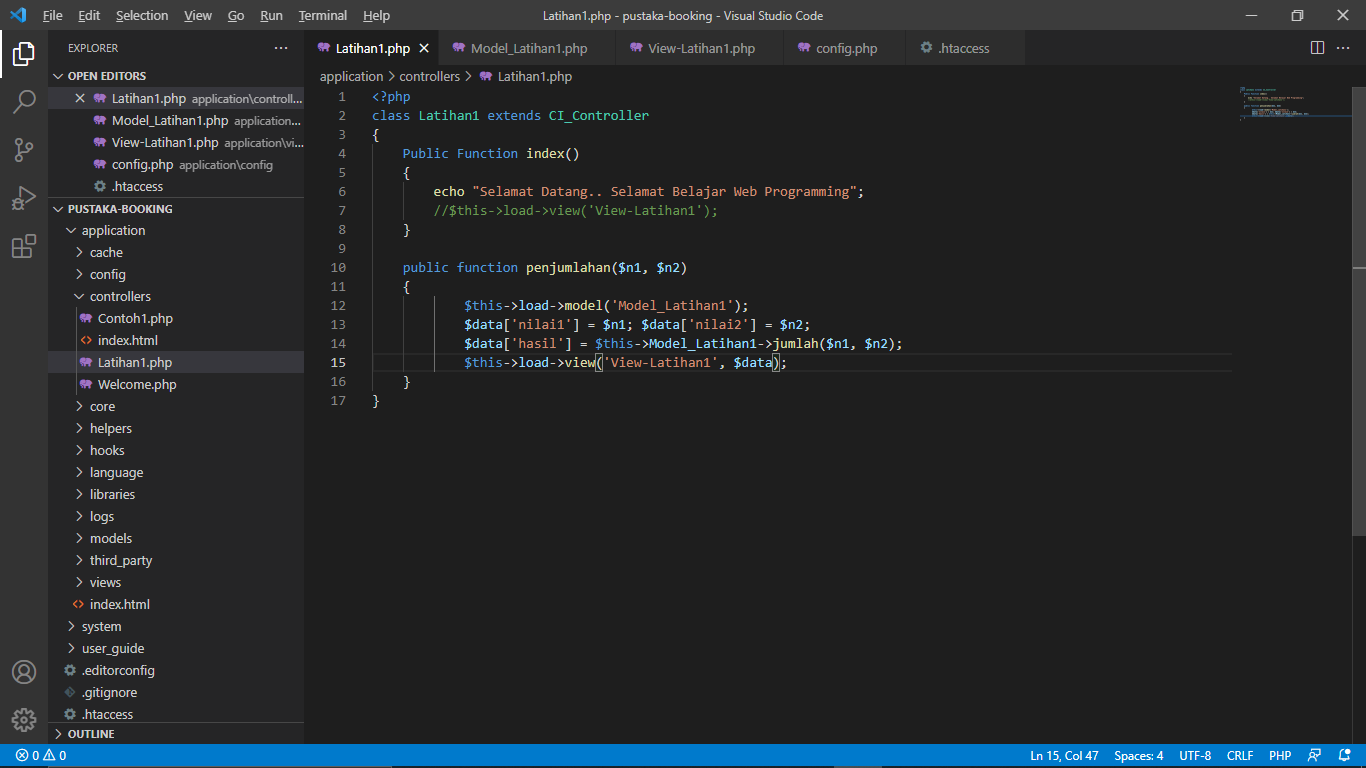 File Edit Selection View Go Run Terminal Help Latihan1.php - pustaka-booking - Visual Studio Code
EXPLORER
OPEN EDITORS
Latihan1.php application\controll...
Model_Latihan1.php application...
View-Latihan1.php application\vi...
config.php application\config
.htaccess
PUSTAKA-BOOKING
application
cache
config
controllers
Contoh1.php
index.html
Latihan1.php
Welcome.php
core
helpers
hooks
language
libraries
logs
models
third_party
views
index.html
system
user_guide
.editorconfig
.gitignore
.htaccess
OUTLINE
Latihan1.php Model_Latihan1.php View-Latihan1.php config.php .htaccess
application > controllers > Latihan1.php
1 <?php
2 class Latihan1 extends CI_Controller
3 {
4     Public Function index()
5     {
6         echo "Selamat Datang.. Selamat Belajar Web Programming";
7         //$this->load->view('View-Latihan1');
8     }
9
10     public function penjumlahan($n1, $n2)
11     {
12             $this->load->model('Model_Latihan1');
13             $data['nilai1'] = $n1; $data['nilai2'] = $n2;
14             $data['hasil'] = $this->Model_Latihan1->jumlah($n1, $n2);
15             $this->load->view('View-Latihan1', $data);
16     }
17 }
0 0 Ln 15, Col 47 Spaces: 4 UTF-8 CRLF PHP